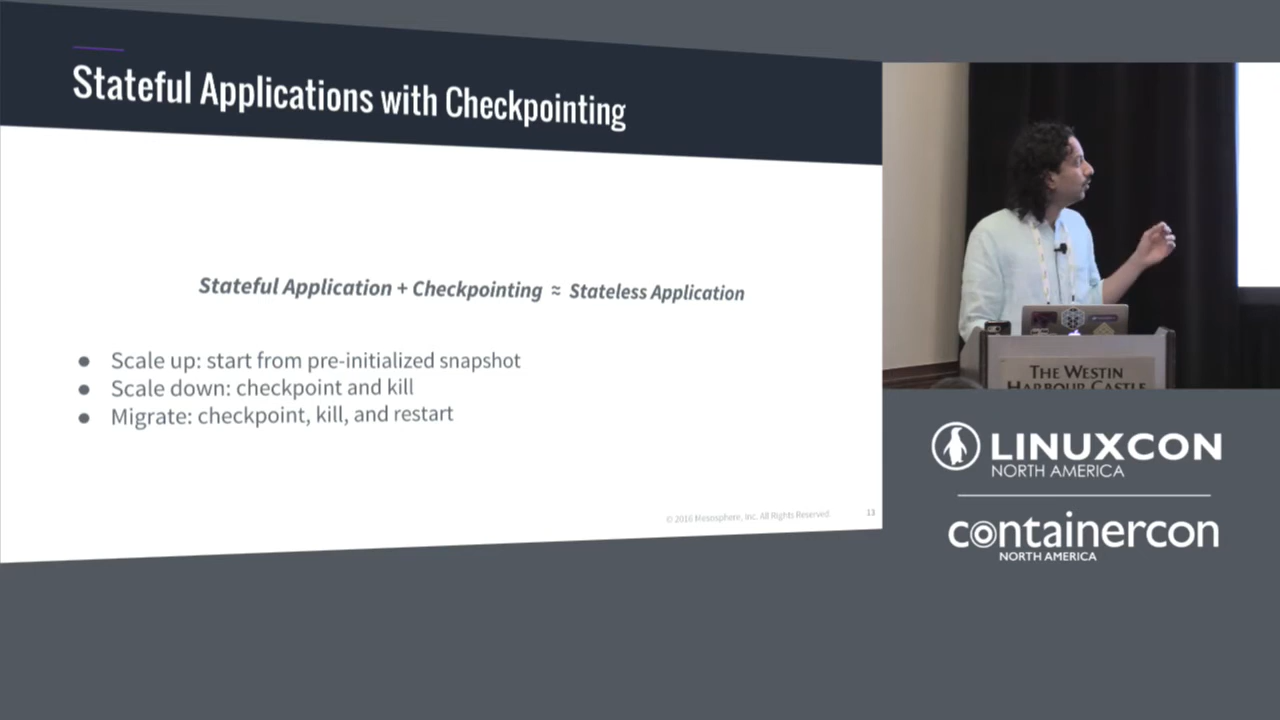 Stateful Applications with Checkpointing
Stateful Application + Checkpointing ≈ Stateless Application
● Scale up: start from pre-initialized snapshot
● Scale down: checkpoint and kill
● Migrate: checkpoint, kill, and restart
© 2016 Mesosphere, Inc. All Rights Reserved.
13
THE WESTIN
HARBOUR CASTLE
LINUXCON
NORTH AMERICA
containercon
NORTH AMERICA